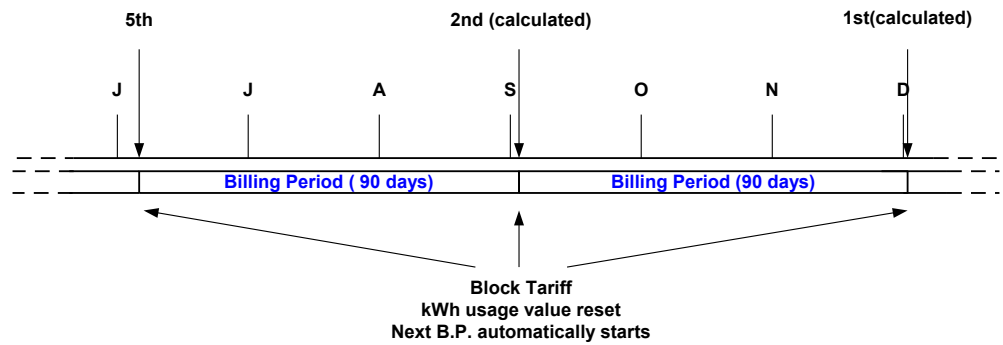 5th
2nd (calculated)
1st(calculated)
J
J
A
S
O
N
D
Billing Period ( 90 days)
Billing Period (90 days)
Block Tariff
kWh usage value reset
Next B.P. automatically starts